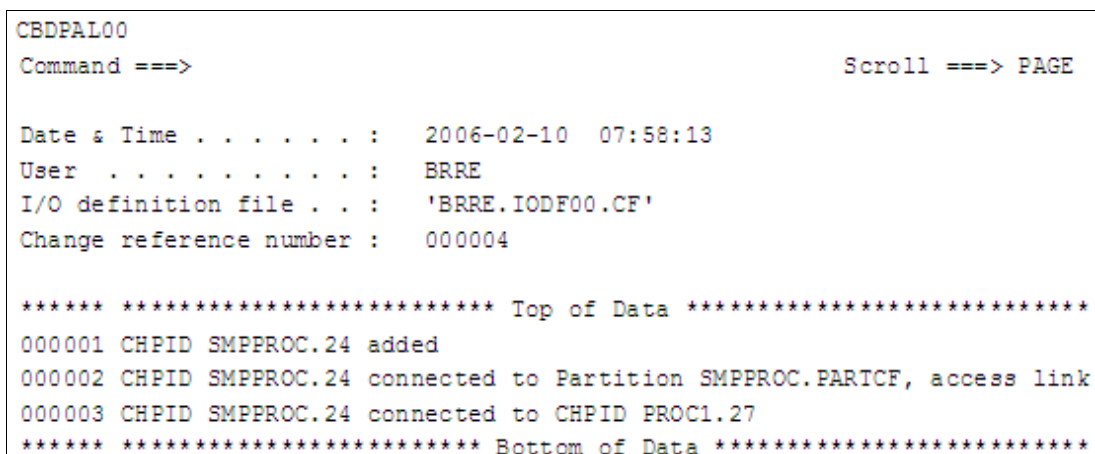 CBDPAL00
Command ===> Scroll ===> PAGE
Date & Time . . . . . . : 2006-02-10 07:58:13
User . . . . . . . . . : BRRE
I/O definition file . . : 'BRRE.IODF00.CF'
Change reference number : 000004
****** ************************** Top of Data ****************************
000001 CHPID SMPPROC.24 added
000002 CHPID SMPPROC.24 connected to Partition SMPPROC.PARTCF, access link
000003 CHPID SMPPROC.24 connected to CHPID PROC1.27
****** ************************* Bottom of Data **************************